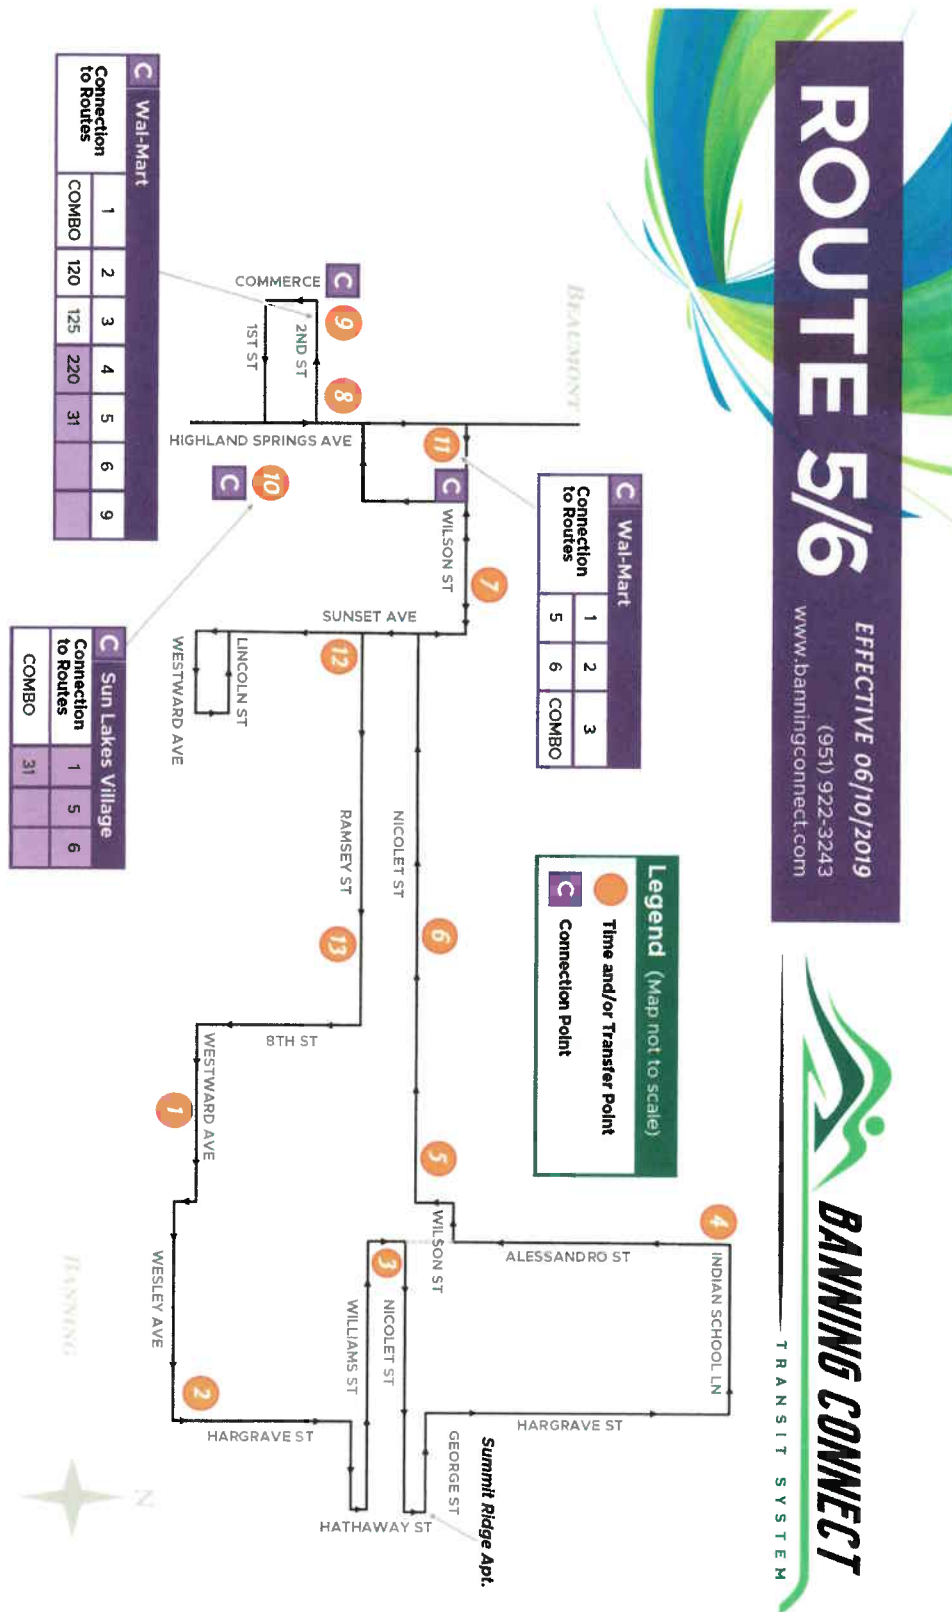 ROUTE 5/6
EFFECTIVE 06/10/2019
(951) 922-3243
www.banningconnect.com
BANNING CONNECT
TRANSIT SYSTEM
BEAUMONT
C Wal-Mart
Connection
to Routes
1 2 3
5 6 COMBO
Legend (Map not to scale)
Time and/or Transfer Point
C Connection Point
4
INDIAN SCHOOL LN
ALESSANDRO ST
HARGRAVE ST
Summit Ridge Apt.
GEORGE ST
HATHAWAY ST
C
9
8
COMMERCE
2ND ST
1ST ST
HIGHLAND SPRINGS AVE
11
C
WILSON ST
7
10
C
SUNSET AVE
12
LINCOLN ST
WESTWARD AVE
NICOLET ST
6
RAMSEY ST
13
5
WILSON ST
3
NICOLET ST
WILLIAMS ST
8TH ST
WESTWARD AVE
1
WESLEY AVE
2
HARGRAVE ST
C Wal-Mart
Connection
to Routes
1 2 3 4 5 6 9
COMBO 120 125 220 31
C Sun Lakes Village
Connection
to Routes
1 5 6
COMBO 31
BANNING
N